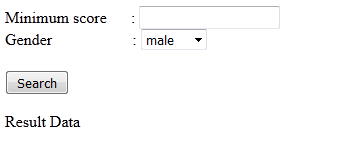 Minimum score :
Gender : male
Search
Result Data